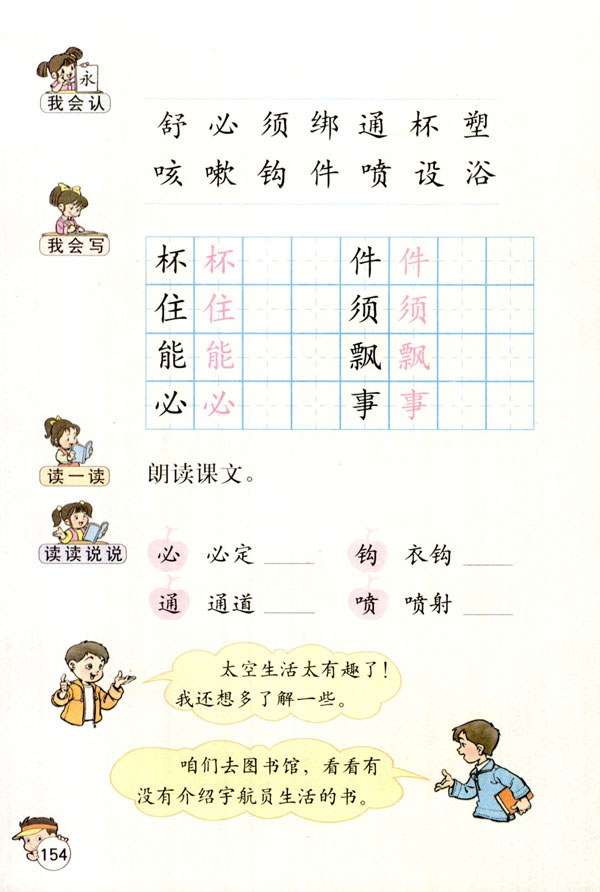 永
我会认
舒 必 须 绑 通 杯 塑
咳 嗽 钩 件 喷 设 浴
我会写
杯 杯 件 件
住 住 须 须
能 能 飘 飘
必 必 事 事
读一读
朗读课文。
读读说说
必 必定 ____ 钩 衣钩 ____
通 通道 ____ 喷 喷射 ____
太空生活太有趣了!
我还想多了解一些。
咱们去图书馆，看看有
没有介绍宇航员生活的书。
154